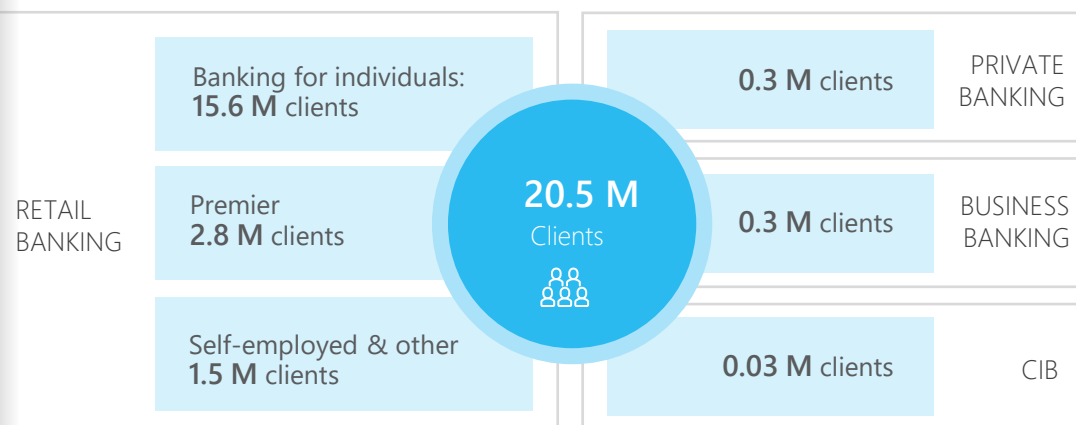 RETAIL
BANKING
Banking for individuals:
15.6 M clients
Premier
2.8 M clients
Self-employed & other
1.5 M clients
20.5 M
Clients
0.3 M clients
PRIVATE
BANKING
0.3 M clients
BUSINESS
BANKING
0.03 M clients
CIB